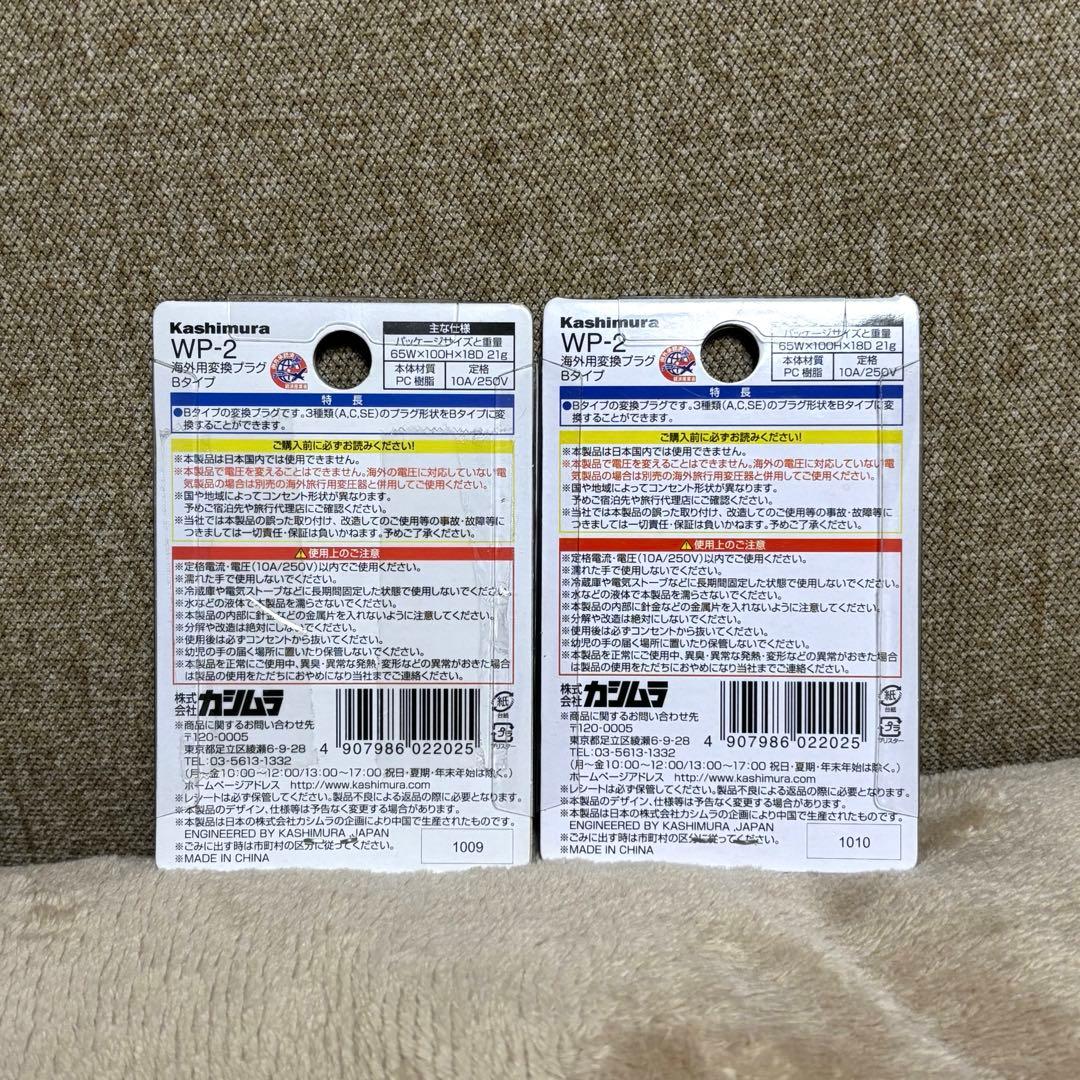 Kashimura
WP-2
海外用変換プラグ
Bタイプ
主な仕様
パッケージサイズと重量
65W×100H×18D 21g
本体材質
定格
PC樹脂
10A/250V
特 長
●Bタイプの変換プラグです。3種類(A,C,SE)のプラグ形状をBタイプに変
換することができます。
ご購入前に必ずお読みください!
※本製品は日本国内では使用できません。
※本製品で電圧を変えることはできません。海外の電圧に対応していない電
気製品の場合は別売の海外旅行用変圧器と併用してご使用ください。
※国や地域によってコンセント形状が異なります。
予めご宿泊先や旅行代理店にご確認ください。
※当社では本製品の誤った取り付け、改造してのご使用等の事故・故障等に
つきましては一切責任・保証は負いかねます。予めご了承ください。
使用上のご注意
※定格電流・電圧(10A/250V)以内でご使用ください。
※濡れた手で使用しないでください。
※冷蔵庫や電気ストーブなどに長期間固定した状態で使用しないでください。
※水などの液体で本製品を濡らさないでください。
※本製品の内部に針金などの金属片を入れないように注意してください。
※分解や改造は絶対にしないでください。
※使用後は必ずコンセントから抜いてください。
※幼児の手の届く場所に置いたり保管しないでください。
※本製品を正常にご使用中、異臭・異常な発熱・変形などの異常がおきた場合
は製品の使用をただちにおやめになり当社までご連絡ください。
株式会社 カシムラ
※商品に関するお問い合わせ先
〒120-0005
東京都足立区綾瀬6-9-28
TEL:03-5613-1332
(月〜金10:00〜12:00/13:00〜17:00 祝日・夏期・年末年始は除く。)
ホームページアドレス http://www.kashimura.com
4 907986 022025
紙
台紙
プラ
ブリスター
※レシートは必ず保管してください。製品不良による返品の際に必要となります。
※本製品のデザイン、仕様等は予告なく変更する場合があります。
※本製品は日本の株式会社カシムラの企画により中国で生産されたものです。
ENGINEERED BY KASHIMURA ,JAPAN
※ごみに出す時は市町村の区分に従ってください。
※MADE IN CHINA
1009
Kashimura
WP-2
海外用変換プラグ
Bタイプ
パッケージサイズと重量
65W×100H×18D 21g
本体材質
定格
PC樹脂
10A/250V
特 長
●Bタイプの変換プラグです。3種類(A,C,SE)のプラグ形状をBタイプに変
換することができます。
ご購入前に必ずお読みください!
※本製品は日本国内では使用できません。
※本製品で電圧を変えることはできません。海外の電圧に対応していない電
気製品の場合は別売の海外旅行用変圧器と併用してご使用ください。
※国や地域によってコンセント形状が異なります。
予めご宿泊先や旅行代理店にご確認ください。
※当社では本製品の誤った取り付け、改造してのご使用等の事故・故障等に
つきましては一切責任・保証は負いかねます。予めご了承ください。
使用上のご注意
※定格電流・電圧(10A/250V)以内でご使用ください。
※濡れた手で使用しないでください。
※冷蔵庫や電気ストーブなどに長期間固定した状態で使用しないでください。
※水などの液体で本製品を濡らさないでください。
※本製品の内部に針金などの金属片を入れないように注意してください。
※分解や改造は絶対にしないでください。
※使用後は必ずコンセントから抜いてください。
※幼児の手の届く場所に置いたり保管しないでください。
※本製品を正常にご使用中、異臭・異常な発熱・変形などの異常がおきた場合
は製品の使用をただちにおやめになり当社までご連絡ください。
株式会社 カシムラ
※商品に関するお問い合わせ先
〒120-0005
東京都足立区綾瀬6-9-28
TEL:03-5613-1332
(月〜金10:00〜12:00/13:00〜17:00 祝日・夏期・年末年始は除く。)
ホームページアドレス http://www.kashimura.com
4 907986 022025
紙
台紙
プラ
ブリスター
※レシートは必ず保管してください。製品不良による返品の際に必要となります。
※本製品のデザイン、仕様等は予告なく変更する場合があります。
※本製品は日本の株式会社カシムラの企画により中国で生産されたものです。
ENGINEERED BY KASHIMURA ,JAPAN
※ごみに出す時は市町村の区分に従ってください。
※MADE IN CHINA
1010